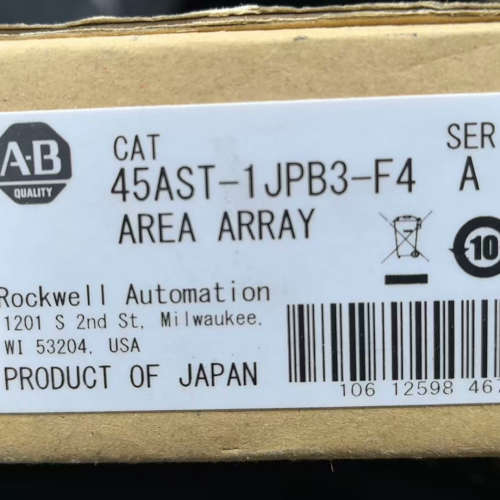 A-B
QUALITY
CAT
SER
45AST-1JPB3-F4
A
AREA ARRAY
10
Rockwell Automation
1201 S 2nd St, Milwaukee,
WI 53204, USA
PRODUCT OF JAPAN
106 12598 46